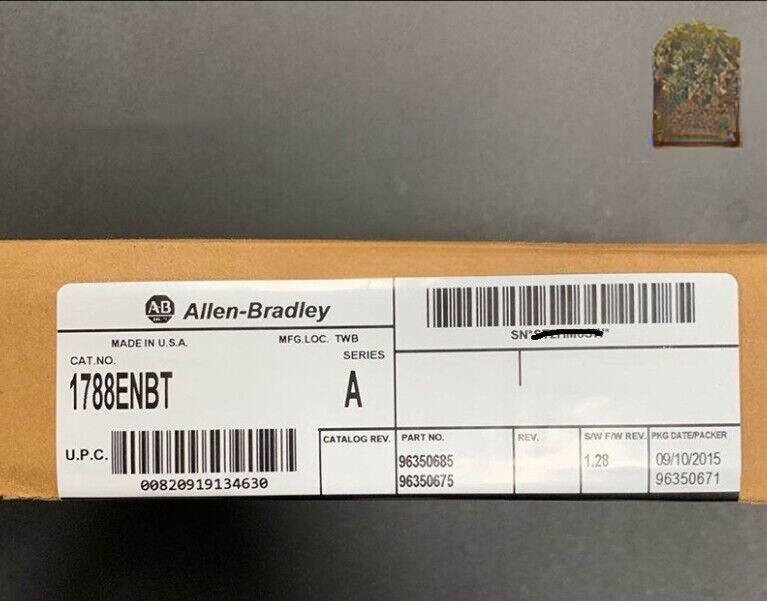 AB Allen-Bradley
MADE IN U.S.A. MFG.LOC. TWB
CAT.NO. SERIES
1788ENBT A
U.P.C.
00820919134630
SN*
CATALOG REV. PART NO. REV. S/W F/W REV. PKG DATE/PACKER
96350685 1.28 09/10/2015
96350675 96350671